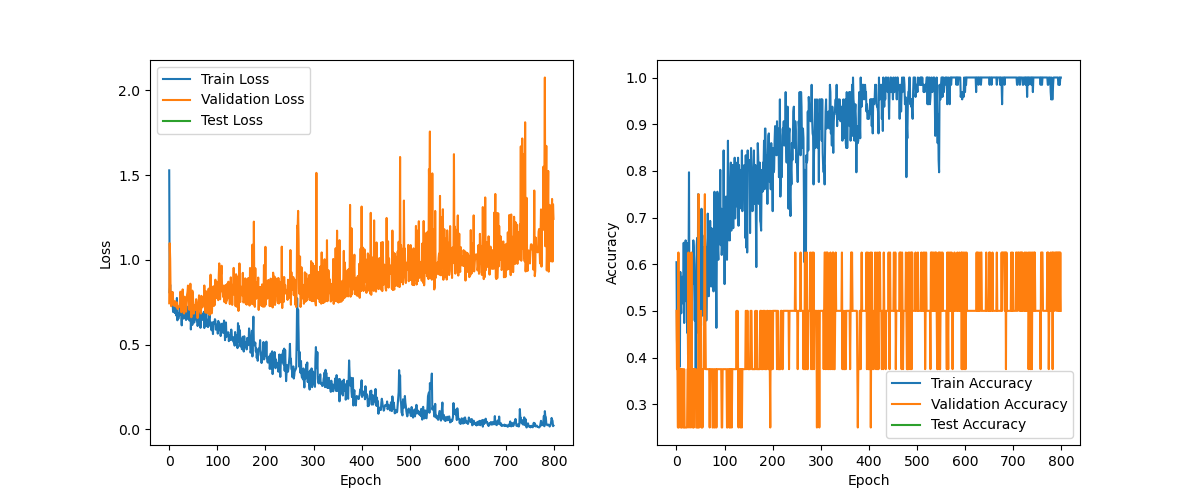 Train Loss
Validation Loss
Test Loss
2.0
1.5
1.0
0.5
0.0
Loss
0 100 200 300 400 500 600 700 800
Epoch
1.0
0.9
0.8
0.7
0.6
0.5
0.4
0.3
Accuracy
Train Accuracy
Validation Accuracy
Test Accuracy
0 100 200 300 400 500 600 700 800
Epoch